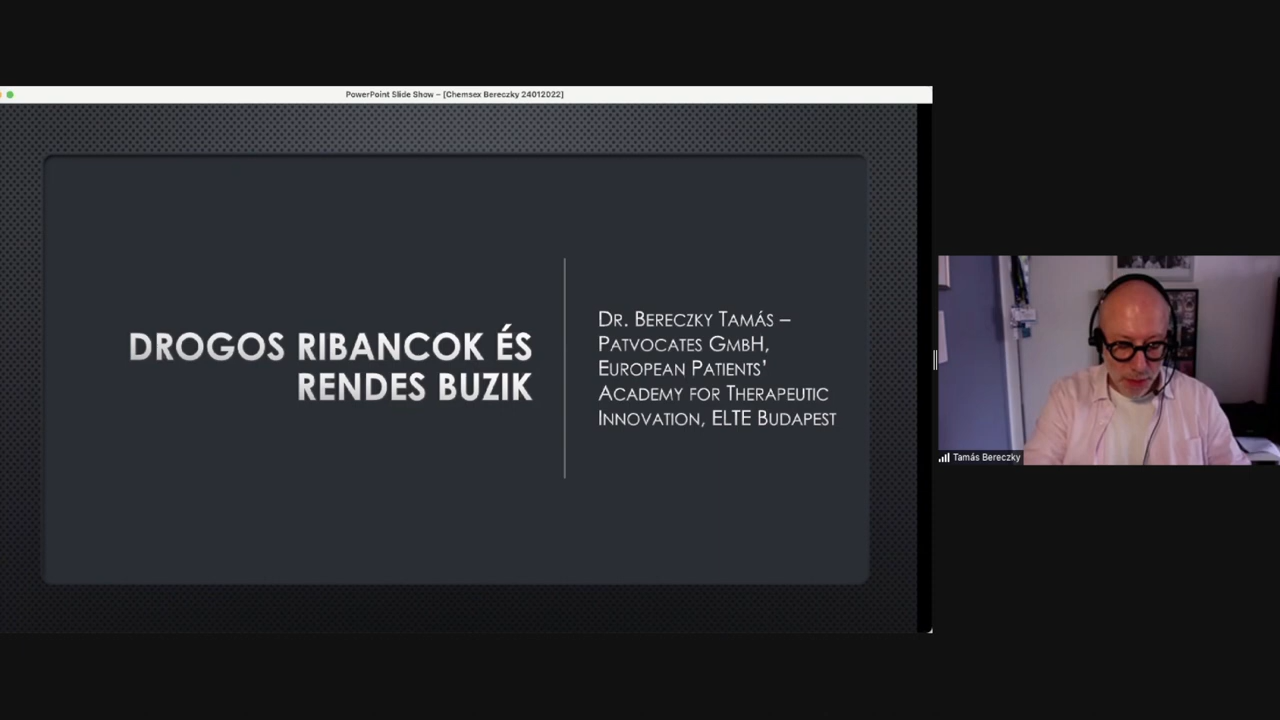 PowerPoint Slide Show – [Chemsex Bereczky 24012022]
DROGOS RIBANCOK ÉS
RENDES BUZIK
DR. BERECZKY TAMÁS –
PATVOCATES GMBH,
EUROPEAN PATIENTS'
ACADEMY FOR THERAPEUTIC
INNOVATION, ELTE BUDAPEST
Tamás Bereczky